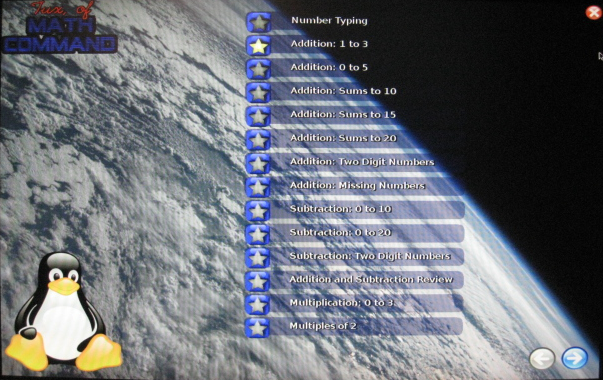 Tux, of
MATH
COMMAND
Number Typing
Addition: 1 to 3
Addition: 0 to 5
Addition: Sums to 10
Addition: Sums to 15
Addition: Sums to 20
Addition: Two Digit Numbers
Addition: Missing Numbers
Subtraction: 0 to 10
Subtraction: 0 to 20
Subtraction: Two Digit Numbers
Addition and Subtraction Review
Multiplication: 0 to 3
Multiples of 2